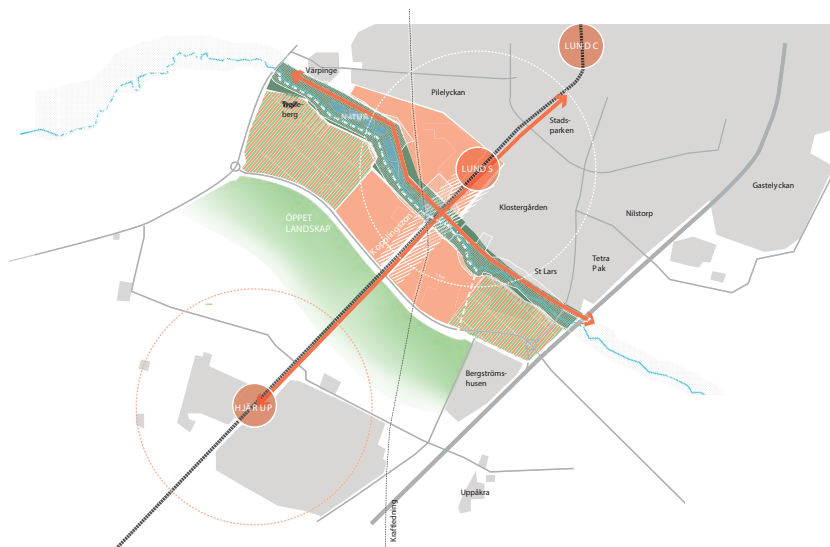 LUND C
Värpinge
Pilelyckan
berg
NATUR
Stads-
parken
LUND S
Gastelyckan
Klostergården
Nilstorp
ÖPPET
LANDSKAP
Kopplingszon
St Lars
Tetra
Pak
Bergströms-
husen
HJÄRUP
Uppåkra
Kraftledning